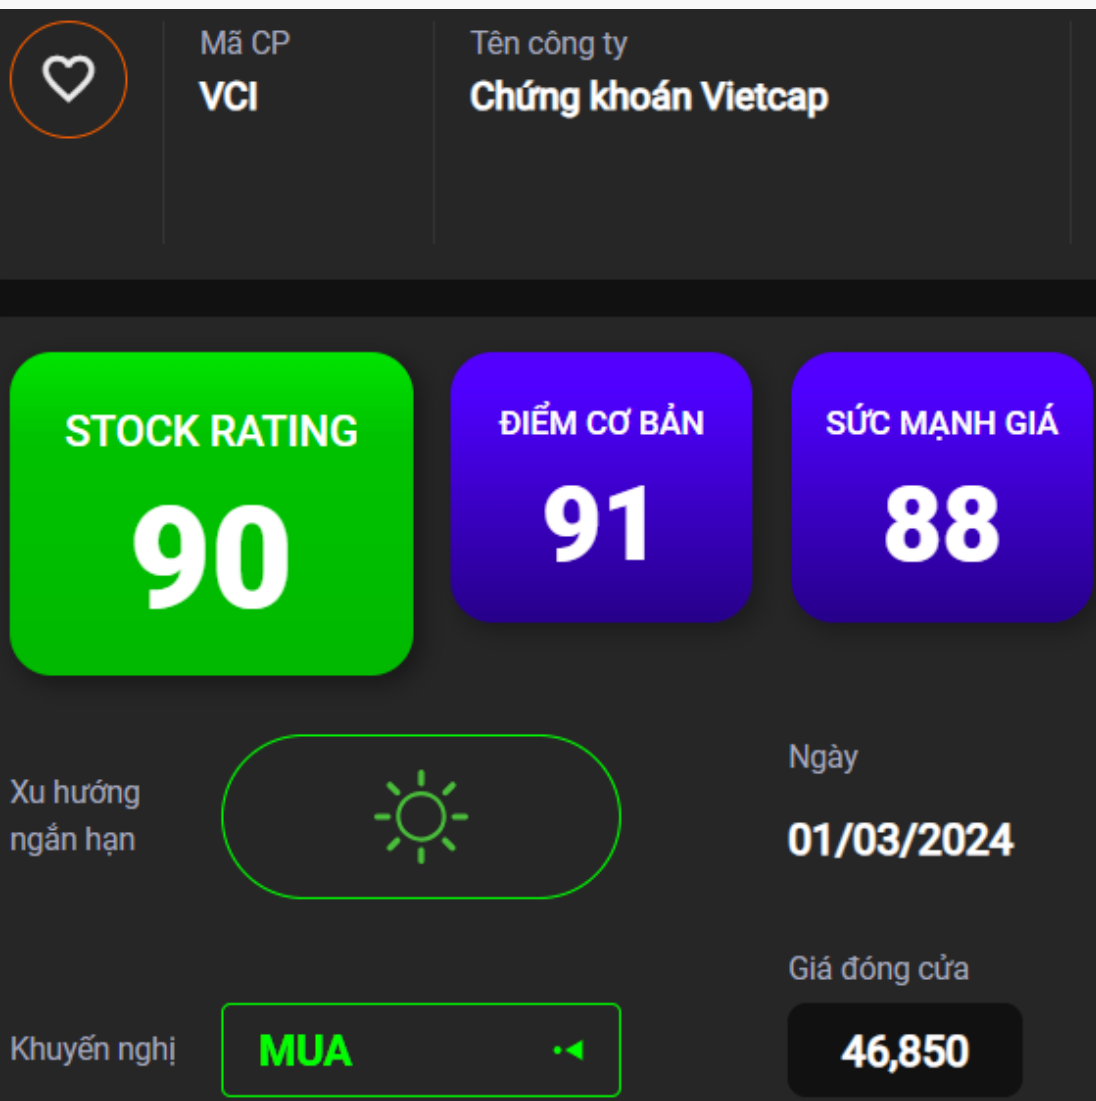 Mã CP
VCI
Tên công ty
Chứng khoán Vietcap
STOCK RATING
90
ĐIỂM CƠ BẢN
91
SỨC MẠNH GIÁ
88
Xu hướng
ngắn hạn
Ngày
01/03/2024
Khuyến nghị
MUA
Giá đóng cửa
46,850